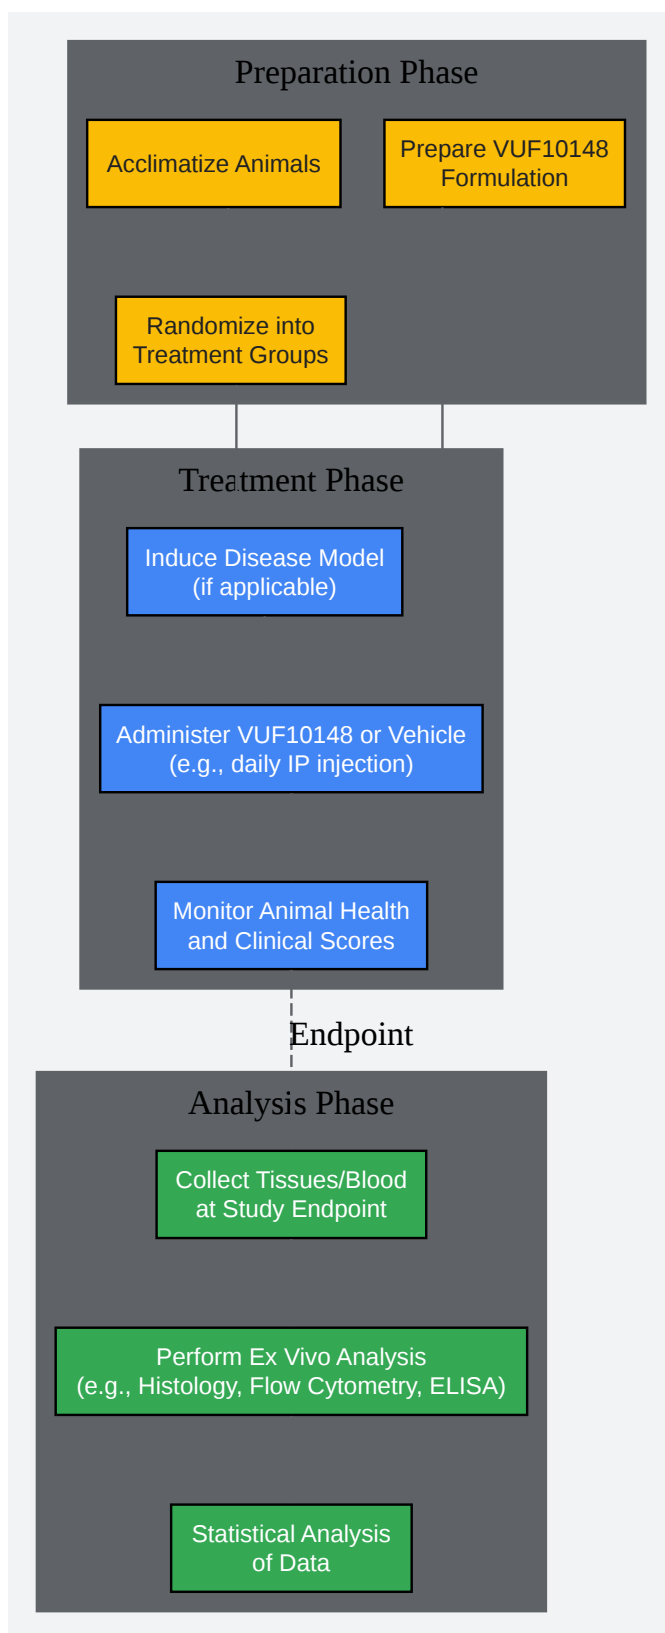 Preparation Phase
Acclimatize Animals
Prepare VUF10148
Formulation
Randomize into
Treatment Groups
Treatment Phase
Induce Disease Model
(if applicable)
Administer VUF10148 or Vehicle
(e.g., daily IP injection)
Monitor Animal Health
and Clinical Scores
Endpoint
Analysis Phase
Collect Tissues/Blood
at Study Endpoint
Perform Ex Vivo Analysis
(e.g., Histology, Flow Cytometry, ELISA)
Statistical Analysis
of Data